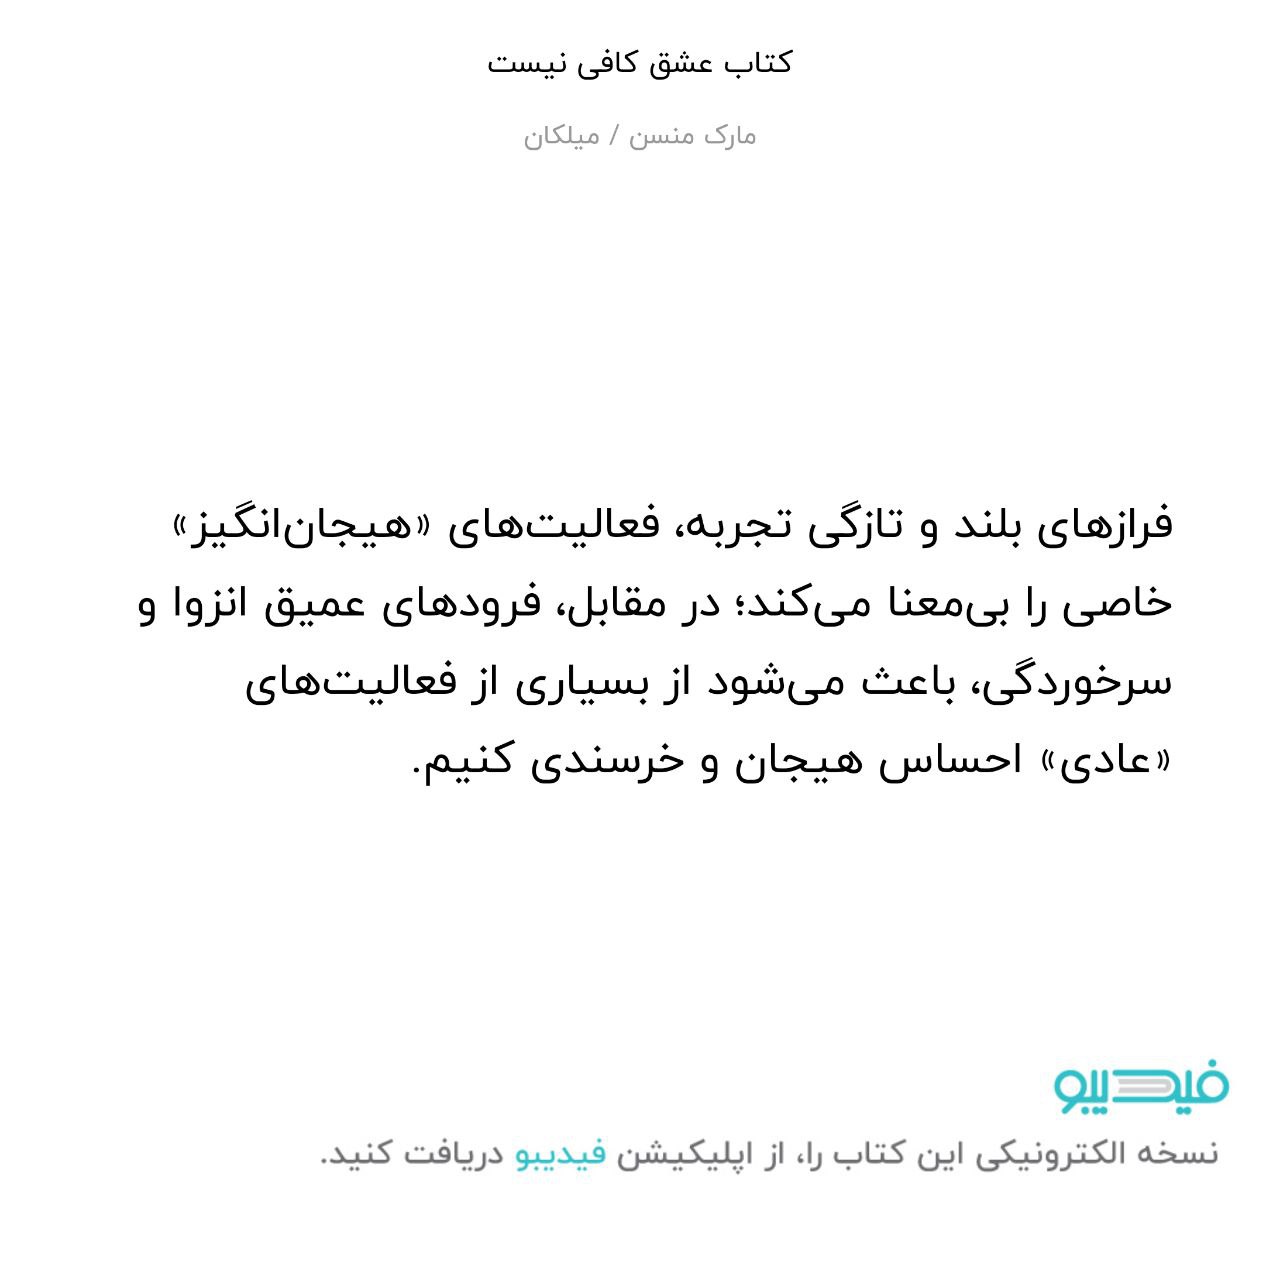 کتاب عشق کافی نیست
مارک منسن / میلکان
فرازهای بلند و تازگی تجربه، فعالیت‌های «هیجان‌انگیز»
خاصی را بی‌معنا می‌کند؛ در مقابل، فرودهای عمیق انزوا و
سرخوردگی، باعث می‌شود از بسیاری از فعالیت‌های
«عادی» احساس هیجان و خرسندی کنیم.
فیدیبو
نسخه الکترونیکی این کتاب را، از اپلیکیشن فیدیبو دریافت کنید.